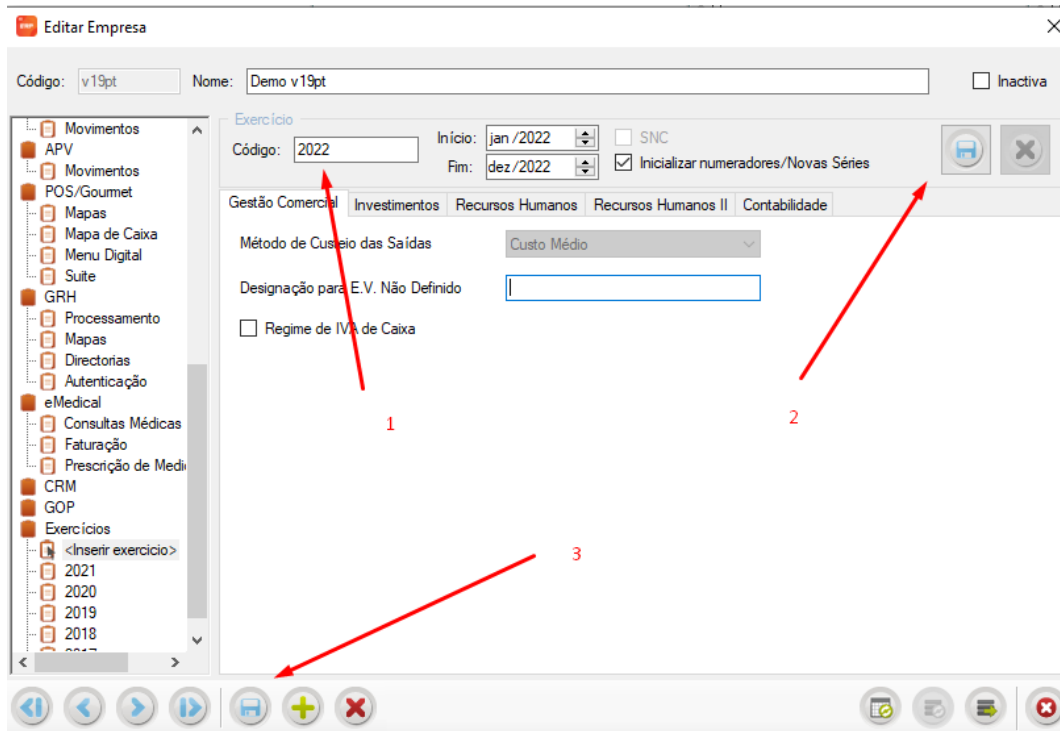 Editar Empresa
Código: v19pt Nome: Demo v19pt Inactiva
Movimentos
APV
Movimentos
POS/Gourmet
Mapas
Mapa de Caixa
Menu Digital
Suite
GRH
Processamento
Mapas
Directorias
Autenticação
eMedical
Consultas Médicas
Faturação
Prescrição de Medi
CRM
GOP
Exercícios
<Inserir exercicio>
2021
2020
2019
2018
Exercício
Código: 2022
Início: jan /2022
Fim: dez /2022
SNC
Inicializar numeradores/Novas Séries
Gestão Comercial Investimentos Recursos Humanos Recursos Humanos II Contabilidade
Método de Custeio das Saídas Custo Médio
Designação para E.V. Não Definido
Regime de IVA de Caixa
1
2
3